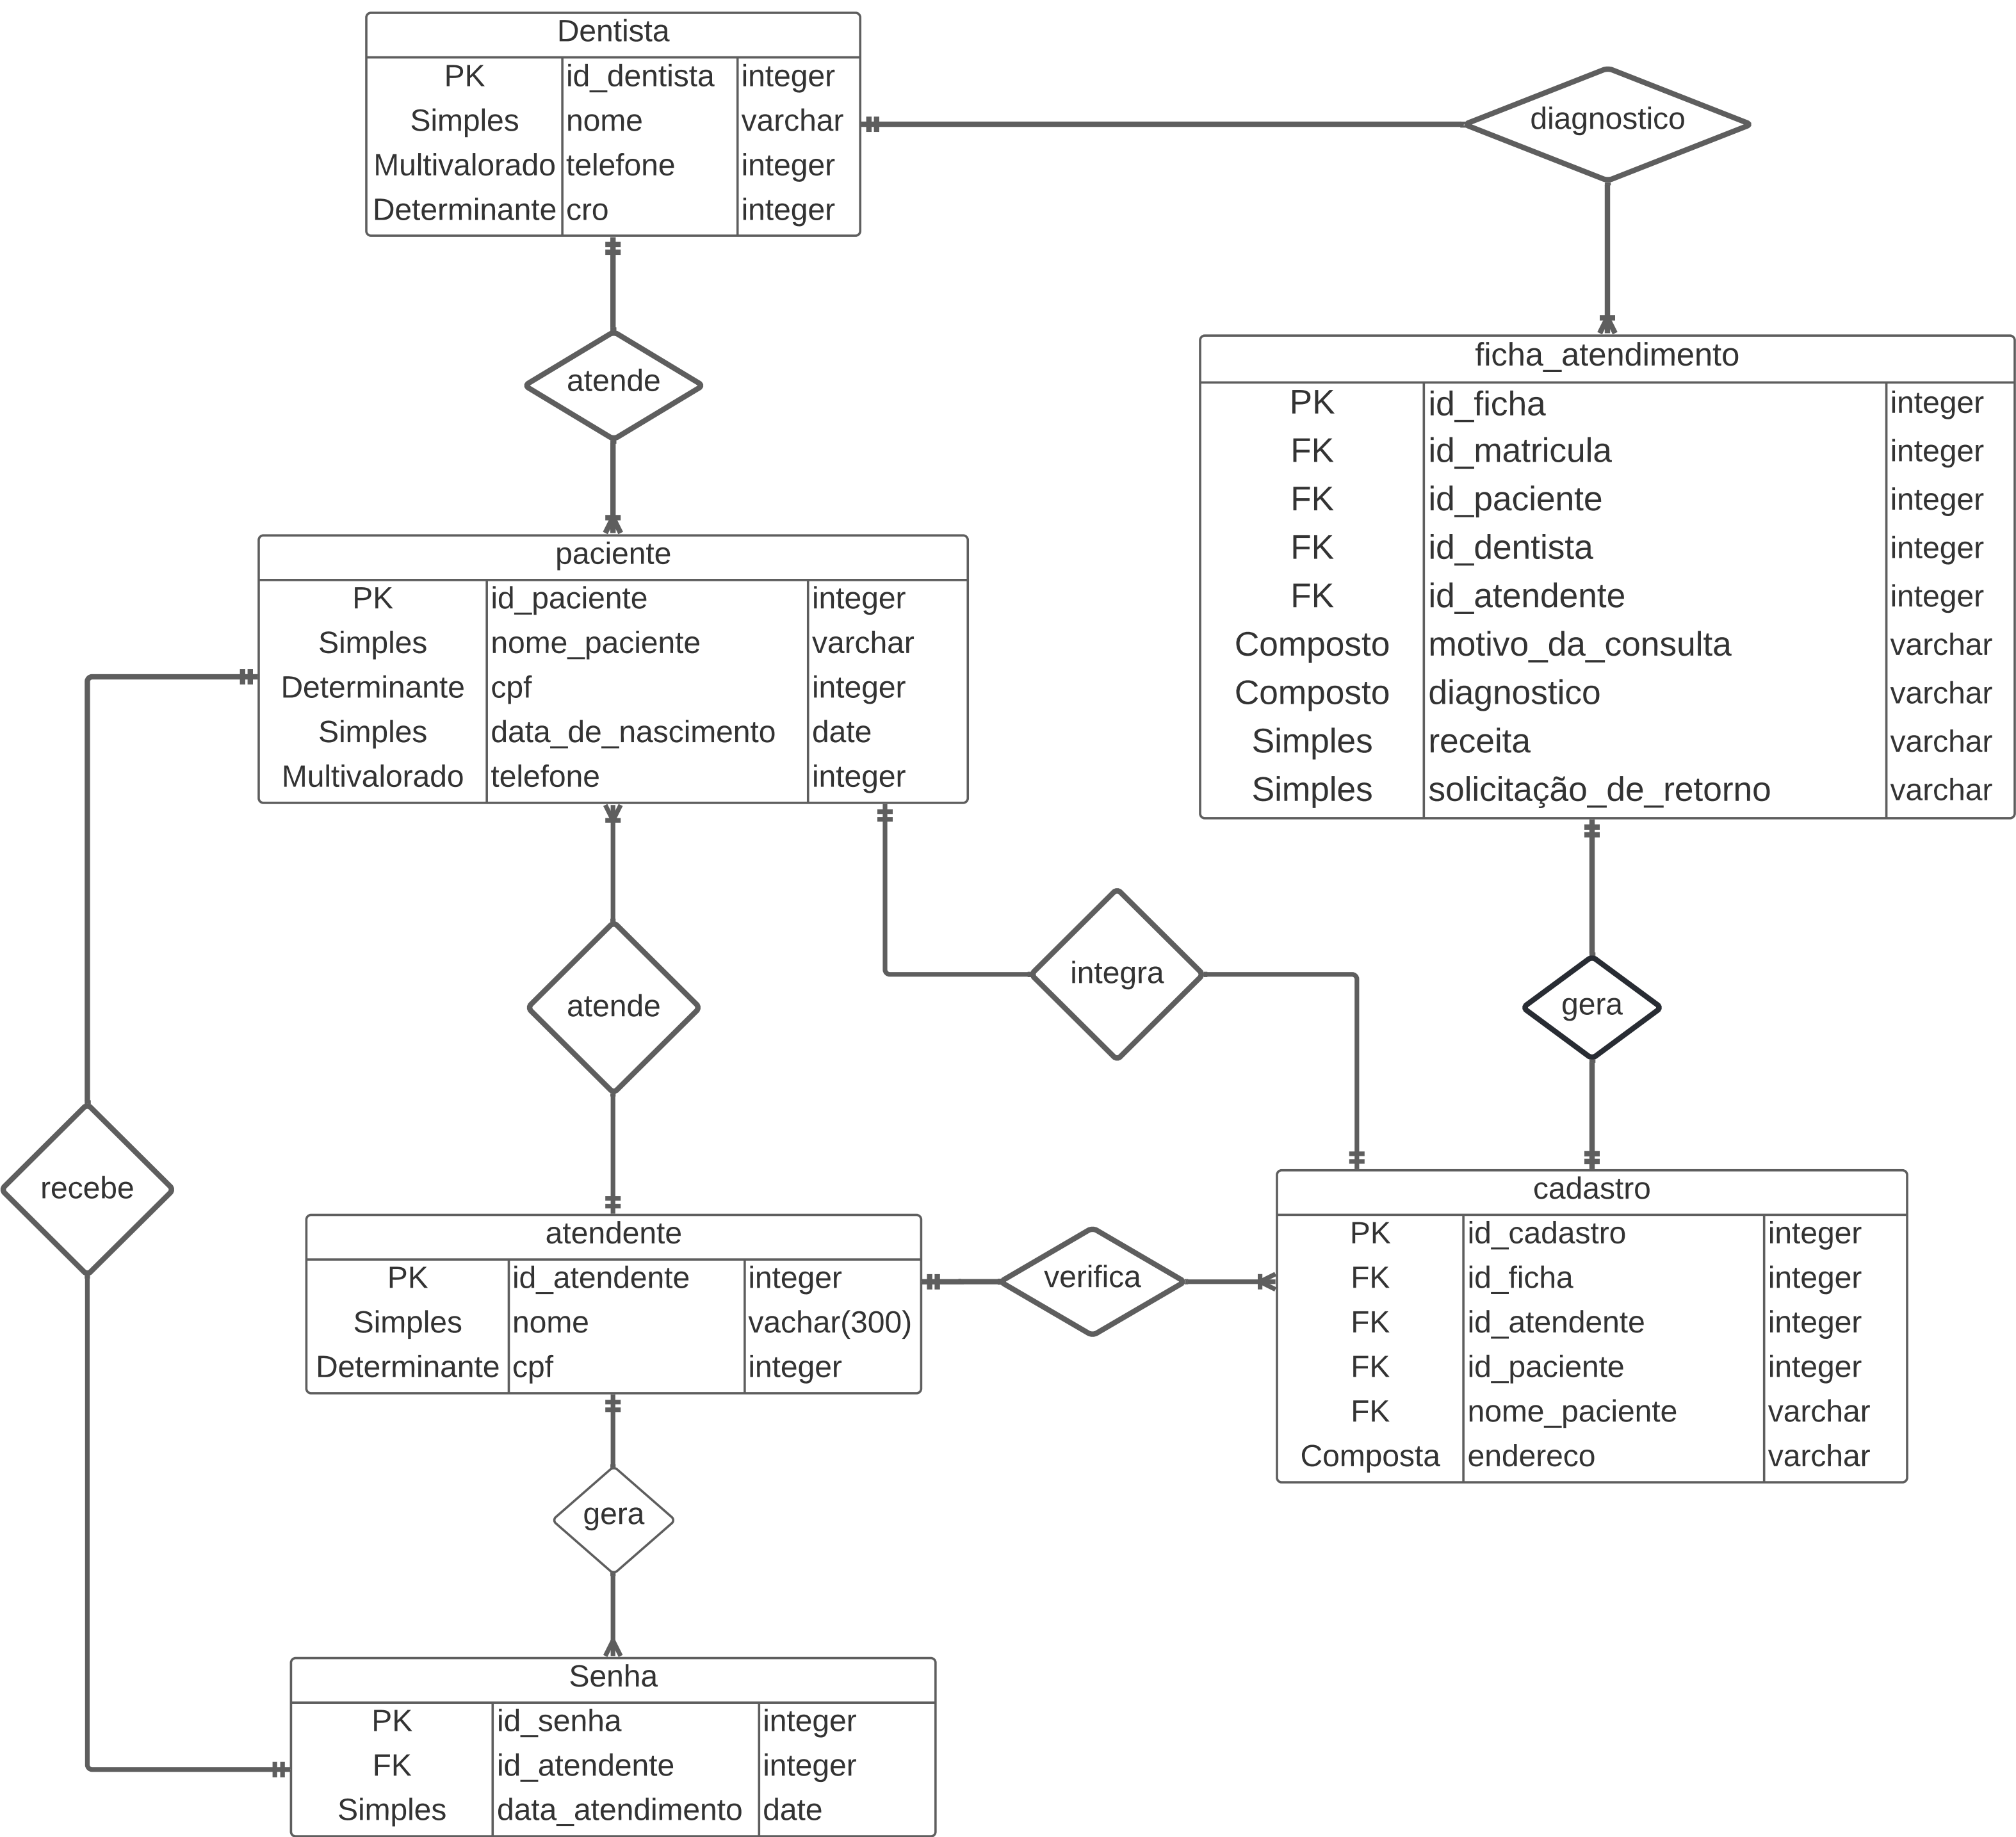 Dentista
PK id_dentista integer
Simples nome varchar
Multivalorado telefone integer
Determinante cro integer
diagnostico
atende
ficha_atendimento
PK id_ficha integer
FK id_matricula integer
FK id_paciente integer
FK id_dentista integer
FK id_atendente integer
Composto motivo_da_consulta varchar
Composto diagnostico varchar
Simples receita varchar
Simples solicitação_de_retorno varchar
paciente
PK id_paciente integer
Simples nome_paciente varchar
Determinante cpf integer
Simples data_de_nascimento date
Multivalorado telefone integer
integra
atende
gera
recebe
atendente
PK id_atendente integer
Simples nome vachar(300)
Determinante cpf integer
verifica
cadastro
PK id_cadastro integer
FK id_ficha integer
FK id_atendente integer
FK id_paciente integer
FK nome_paciente varchar
Composta endereco varchar
gera
Senha
PK id_senha integer
FK id_atendente integer
Simples data_atendimento date